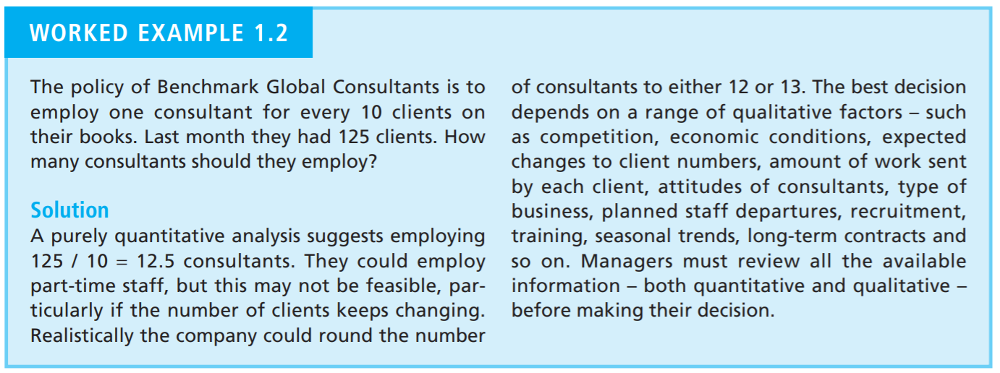 WORKED EXAMPLE 1.2
The policy of Benchmark Global Consultants is to
employ one consultant for every 10 clients on
their books. Last month they had 125 clients. How
many consultants should they employ?
Solution
A purely quantitative analysis suggests employing
125 / 10 = 12.5 consultants. They could employ
part-time staff, but this may not be feasible, par-
ticularly if the number of clients keeps changing.
Realistically the company could round the number
of consultants to either 12 or 13. The best decision
depends on a range of qualitative factors – such
as competition, economic conditions, expected
changes to client numbers, amount of work sent
by each client, attitudes of consultants, type of
business, planned staff departures, recruitment,
training, seasonal trends, long-term contracts and
so on. Managers must review all the available
information – both quantitative and qualitative –
before making their decision.